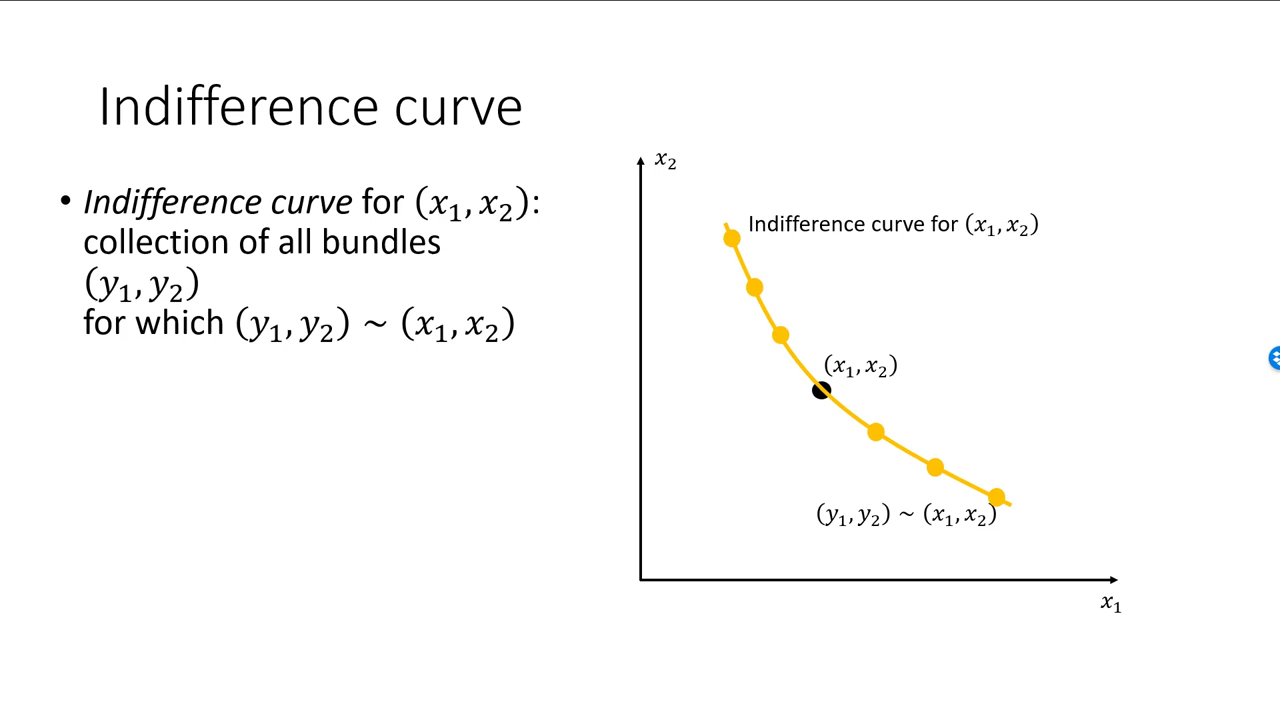 Indifference curve
• Indifference curve for (x₁, x₂):
collection of all bundles
(y₁, y₂)
for which (y₁, y₂) ~ (x₁, x₂)
x₂
Indifference curve for (x₁, x₂)
(x₁, x₂)
(y₁, y₂) ~ (x₁, x₂)
x₁